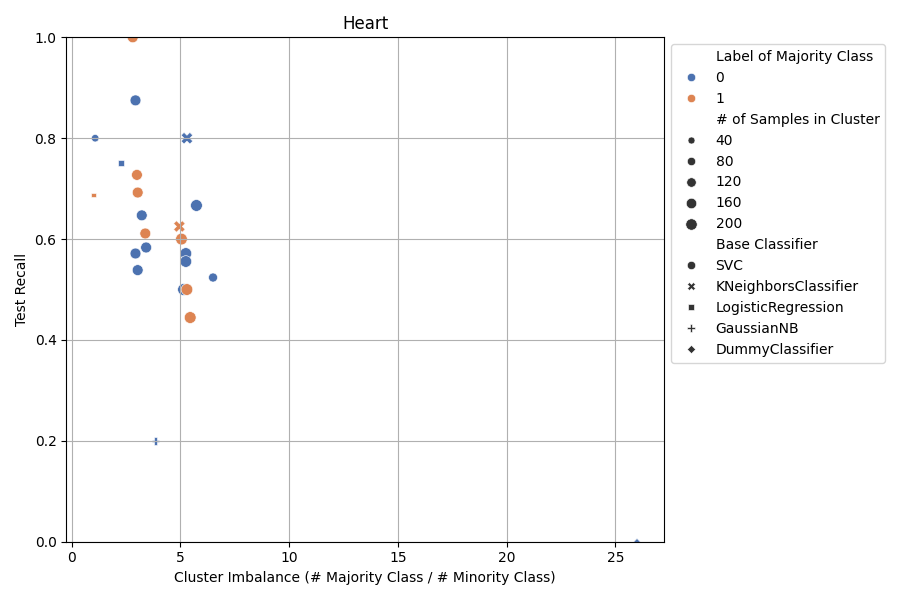 Heart
1.0
0.8
0.6
0.4
0.2
0.0
Test Recall
0
5
10
15
20
25
Cluster Imbalance (# Majority Class / # Minority Class)
Label of Majority Class
0
1
# of Samples in Cluster
40
80
120
160
200
Base Classifier
SVC
KNeighborsClassifier
LogisticRegression
GaussianNB
DummyClassifier